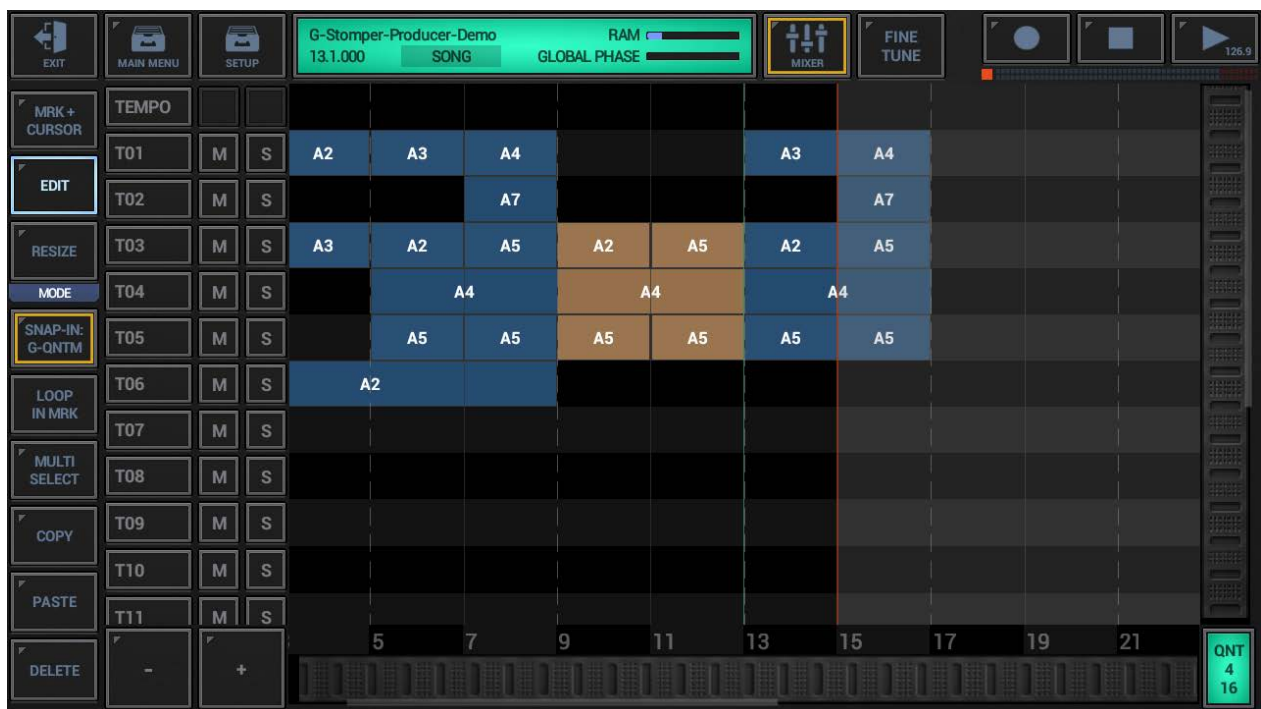 EXIT
MAIN MENU
SETUP
G-Stomper-Producer-Demo RAM
13.1.000 SONG GLOBAL PHASE
MIXER
FINE
TUNE
126.9
MRK +
CURSOR
EDIT
RESIZE
MODE
SNAP-IN:
G-QNTM
LOOP
IN MRK
MULTI
SELECT
COPY
PASTE
DELETE
TEMPO
T01 M S A2 A3 A4 A3 A4
T02 M S A7 A7
T03 M S A3 A2 A5 A2 A5 A2 A5
T04 M S A4 A4 A4
T05 M S A5 A5 A5 A5 A5 A5
T06 M S A2
T07 M S
T08 M S
T09 M S
T10 M S
T11 M S
- +
5 7 9 11 13 15 17 19 21
QNT
4
16